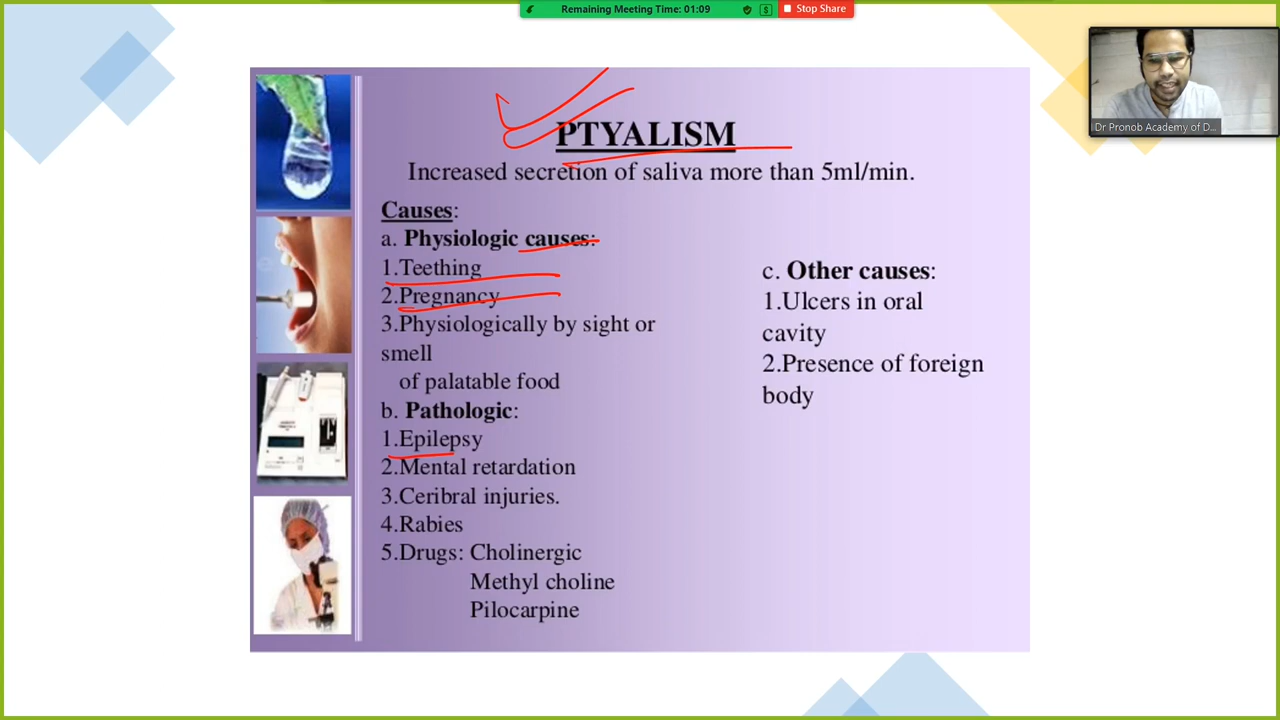 Remaining Meeting Time: 01:09
Stop Share
Dr Pronob Academy of D...
PTYALISM
Increased secretion of saliva more than 5ml/min.
Causes:
a. Physiologic causes:
1.Teething
2.Pregnancy
3.Physiologically by sight or
smell
of palatable food
b. Pathologic:
1.Epilepsy
2.Mental retardation
3.Ceribral injuries.
4.Rabies
5.Drugs: Cholinergic
Methyl choline
Pilocarpine
c. Other causes:
1.Ulcers in oral
cavity
2.Presence of foreign
body